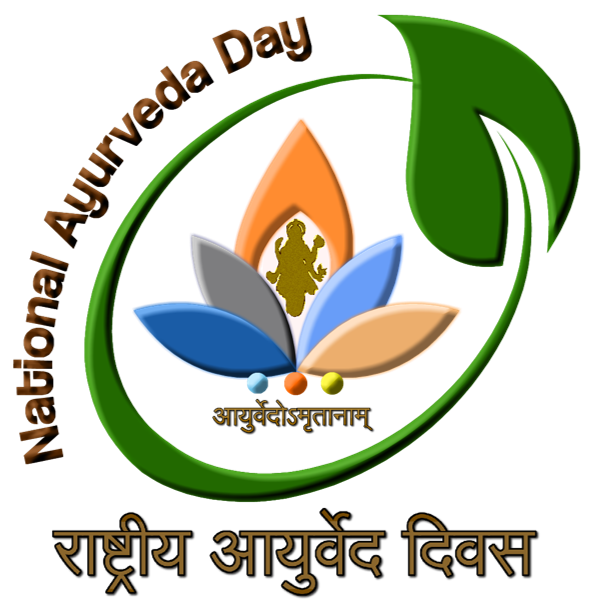 National Ayurveda Day
आयुर्वेदोऽमृतानाम्
राष्ट्रीय आयुर्वेद दिवस